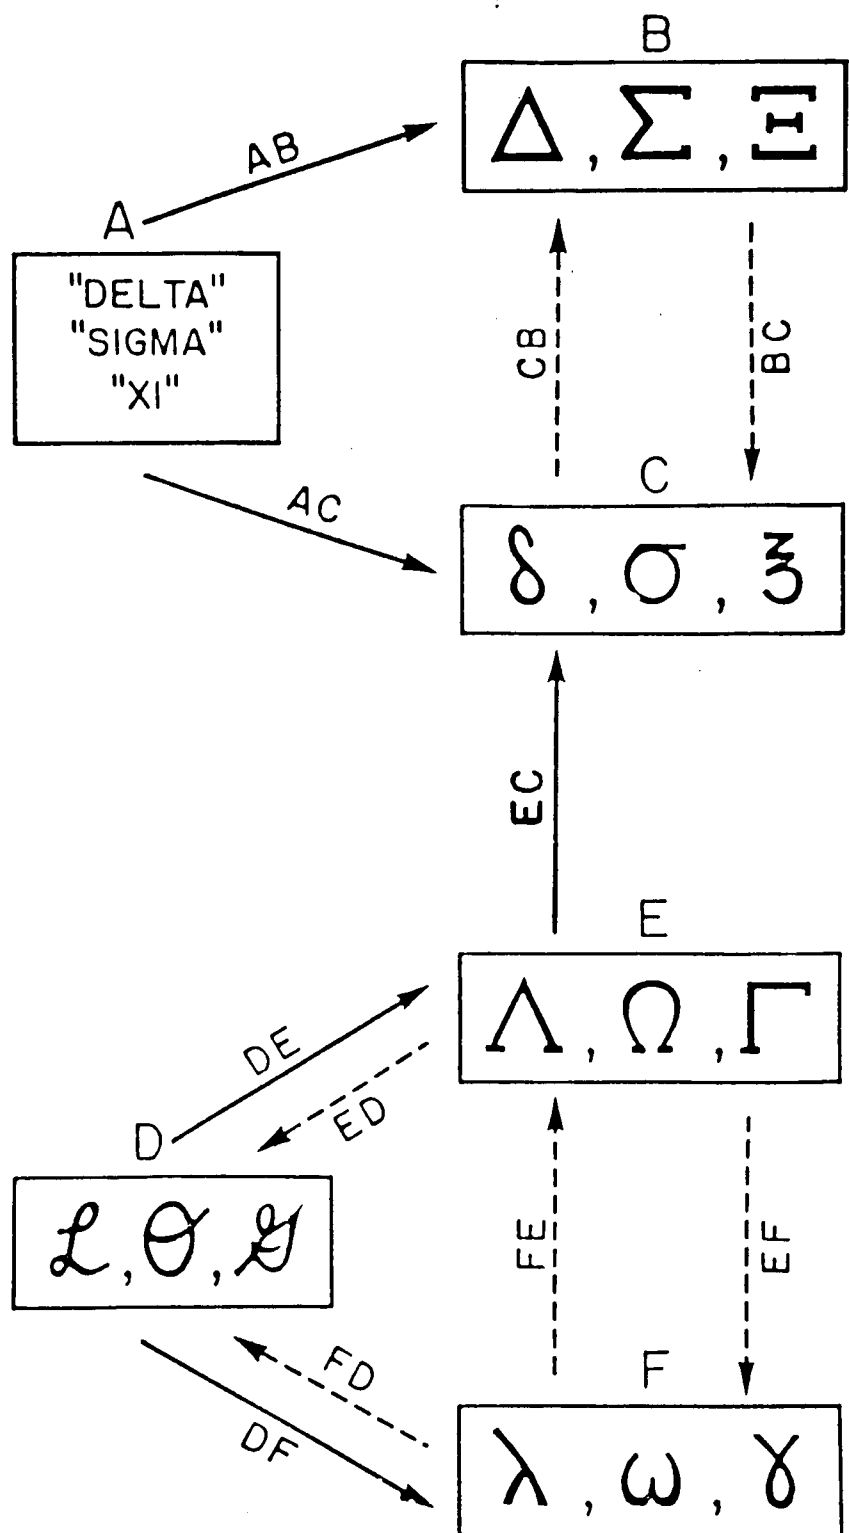 B
Δ, Σ, Ξ
AB
A
"DELTA"
"SIGMA"
"XI"
CB
BC
AC
C
δ, σ, ξ
EC
E
Λ, Ω, Γ
DE
ED
D
ℒ, 𝒪, 𝒢
FE
EF
FD
DF
F
λ, ω, γ